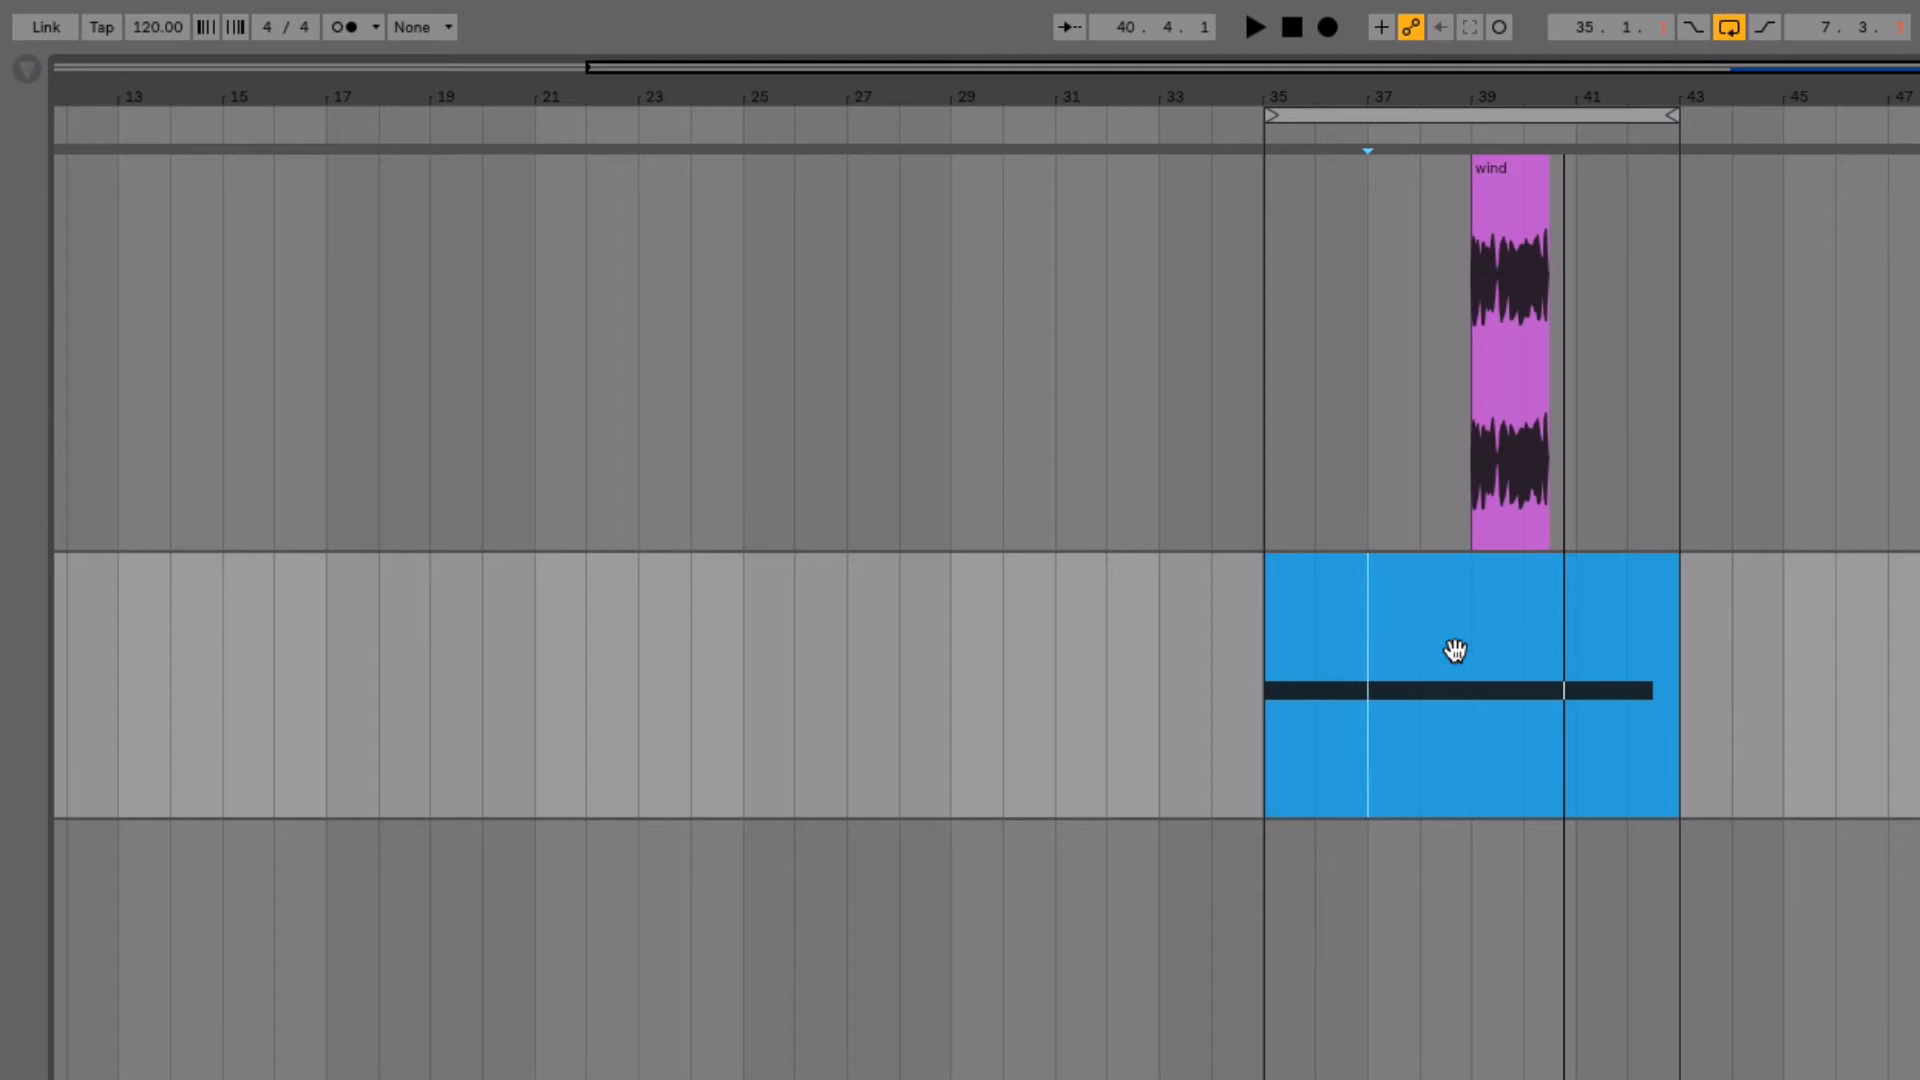 Link Tap 120.00 4 / 4 None 40. 4. 1 35. 1. 1 7. 3.
13 15 17 19 21 23 25 27 29 31 33 35 37 39 41 43 45 47
wind